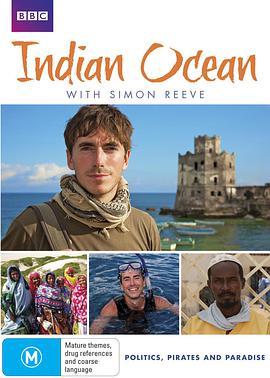 BBC
Indian Ocean
WITH SIMON REEVE
M
Mature themes,
drug references
and coarse
language
POLITICS, PIRATES AND PARADISE